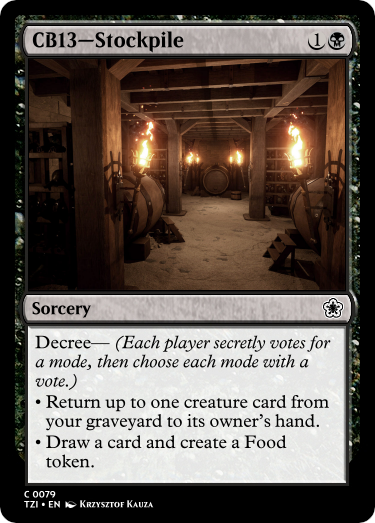 CB13—Stockpile 1
Sorcery
Decree— (Each player secretly votes for
a mode, then choose each mode with a
vote.)
• Return up to one creature card from
your graveyard to its owner's hand.
• Draw a card and create a Food
token.
C 0079
TZI • EN Krzysztof Kauza